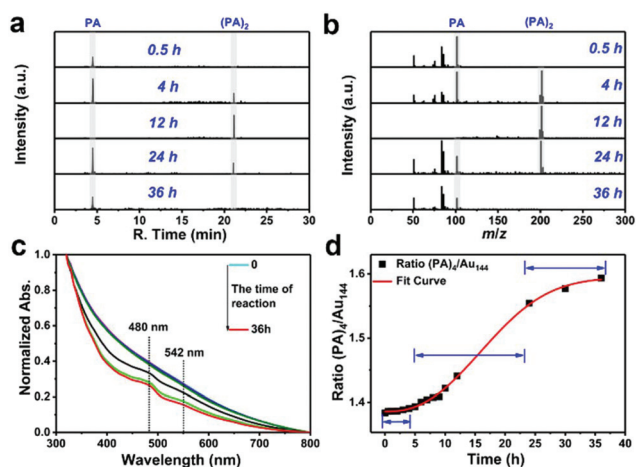 a
PA (PA)₂
0.5 h
4 h
12 h
24 h
36 h
Intensity (a.u.)
0 5 10 15 20 25 30
R. Time (min)
b
PA (PA)₂
0.5 h
4 h
12 h
24 h
36 h
Intensity (a.u.)
0 100 200 300
m/z
c
1.0
0.8
0.6
0.4
0.2
0.0
Normalized Abs.
0
The time of
reaction
36h
480 nm
542 nm
300 400 500 600 700 800
Wavelength (nm)
d
Ratio (PA)₄/Au₁₄₄
Fit Curve
1.6
1.5
1.4
Ratio (PA)₄/Au₁₄₄
0 5 10 15 20 25 30 35 40
Time (h)